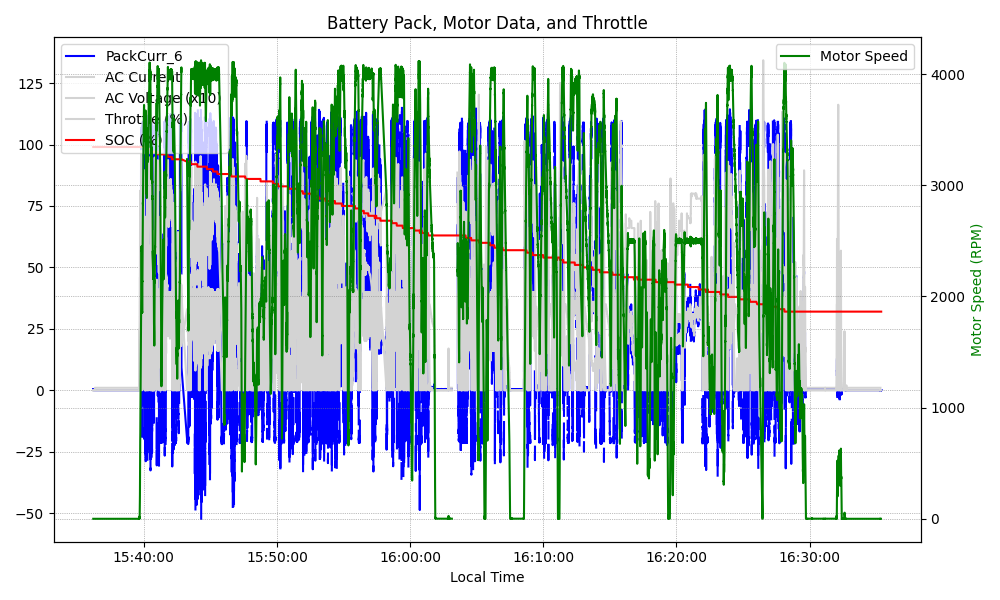 Battery Pack, Motor Data, and Throttle
PackCurr_6
AC Current
AC Voltage (x10)
Throttle (%)
SOC (%)
Motor Speed
125
100
75
50
25
0
−25
−50
4000
3000
2000
1000
0
Motor Speed (RPM)
15:40:00
15:50:00
16:00:00
16:10:00
16:20:00
16:30:00
Local Time